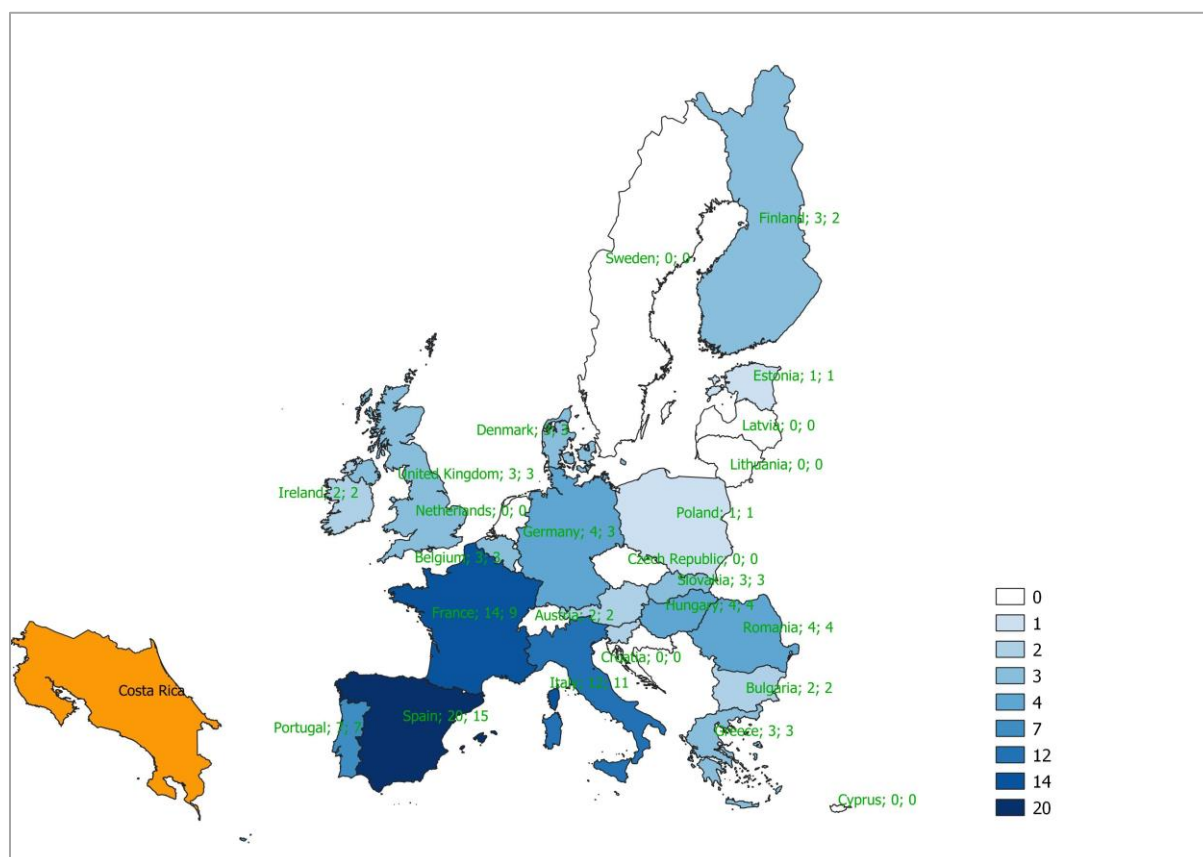 Finland; 3; 2
Sweden; 0; 0
Estonia; 1; 1
Latvia; 0; 0
Denmark; 3; 3
Lithuania; 0; 0
United Kingdom; 3; 3
Ireland; 2; 2
Netherlands; 0; 0
Poland; 1; 1
Germany; 4; 3
Belgium; 3; 3
Czech Republic; 0; 0
Slovakia; 3; 3
Hungary; 4; 4
France; 14; 9
Austria; 2; 2
Romania; 4; 4
Croatia; 0; 0
Italy; 12; 11
Bulgaria; 2; 2
Costa Rica
Spain; 20; 15
Portugal; 7; 7
Greece; 3; 3
Cyprus; 0; 0
0
1
2
3
4
7
12
14
20